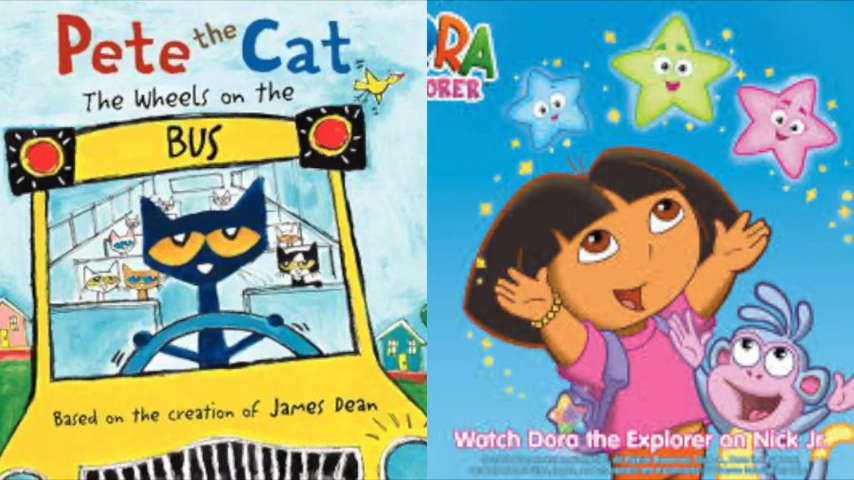 Pete the Cat
The Wheels on the
BUS
Based on the creation of James Dean
ORA
ORER
Watch Dora the Explorer on Nick Jr